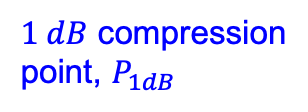 1 dB compression
point, P1dB